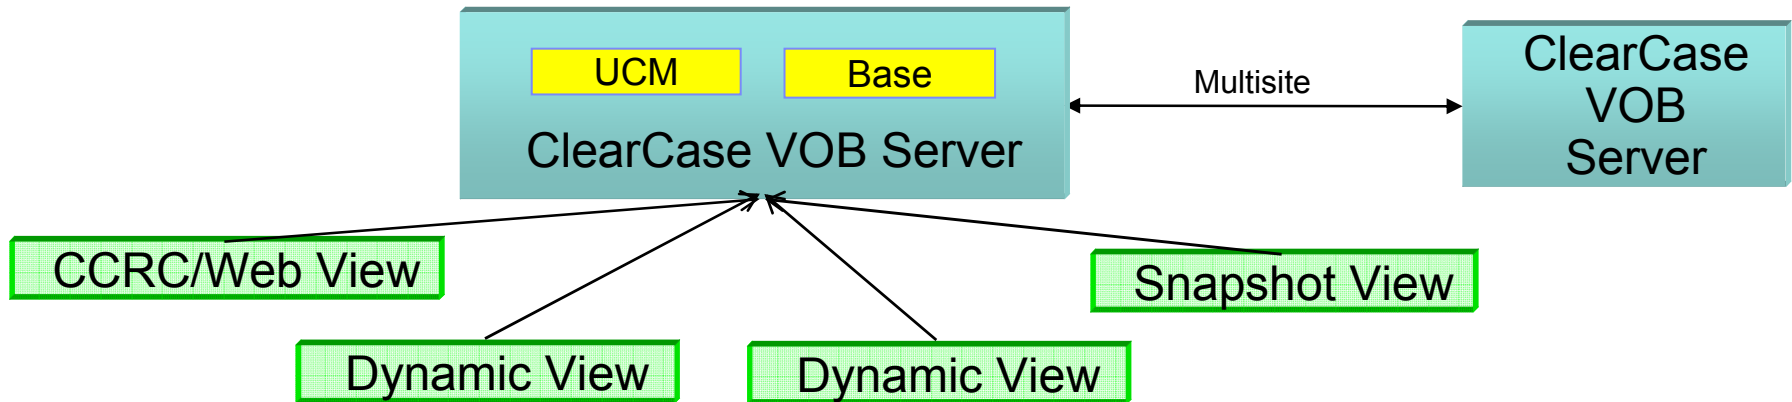 UCM
Base
ClearCase VOB Server
Multisite
ClearCase
VOB
Server
CCRC/Web View
Snapshot View
Dynamic View
Dynamic View